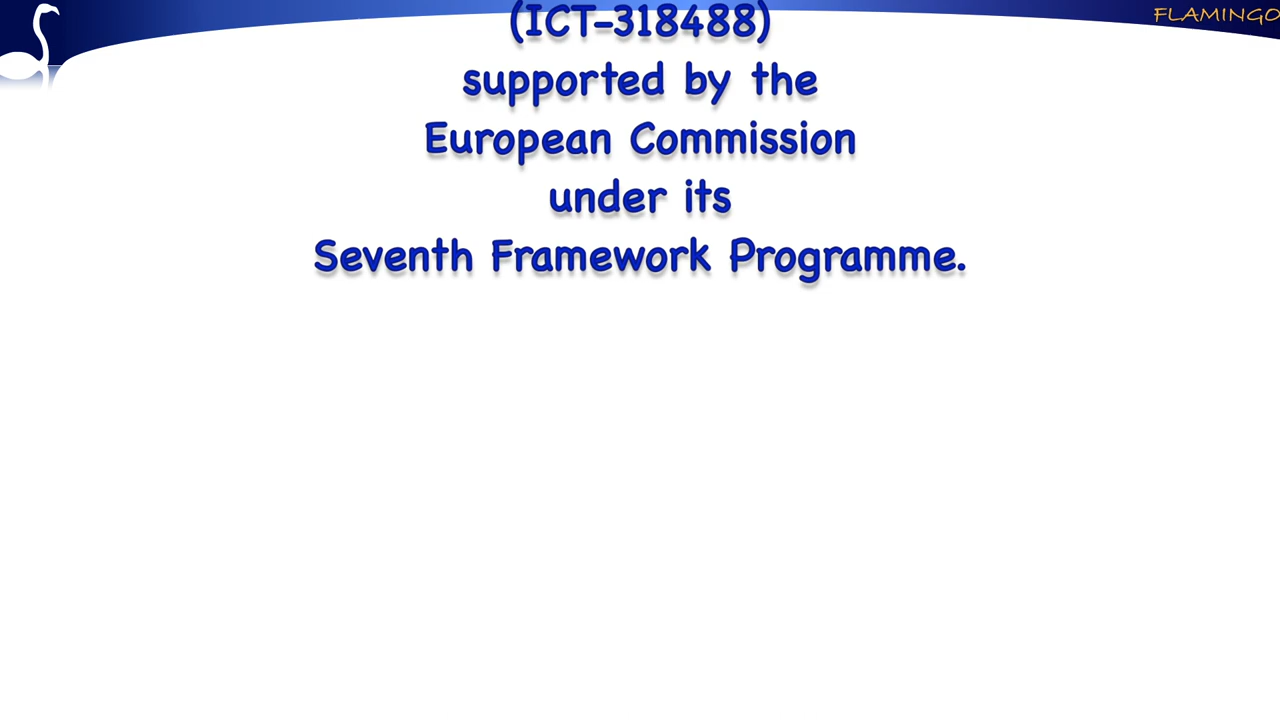 FLAMINGO
(ICT-318488)
supported by the
European Commission
under its
Seventh Framework Programme.